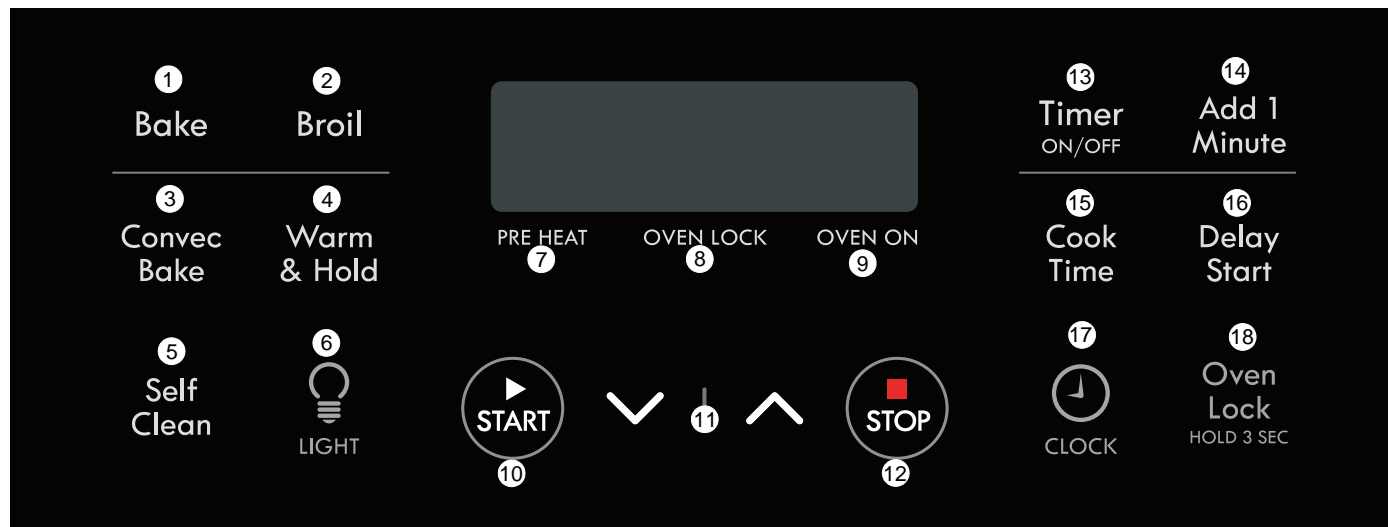 1
Bake
2
Broil
3
Convec
Bake
4
Warm
& Hold
5
Self
Clean
6
LIGHT
PRE HEAT
7
OVEN LOCK
8
OVEN ON
9
START
10
11
STOP
12
13
Timer
ON/OFF
14
Add 1
Minute
15
Cook
Time
16
Delay
Start
17
CLOCK
18
Oven
Lock
HOLD 3 SEC